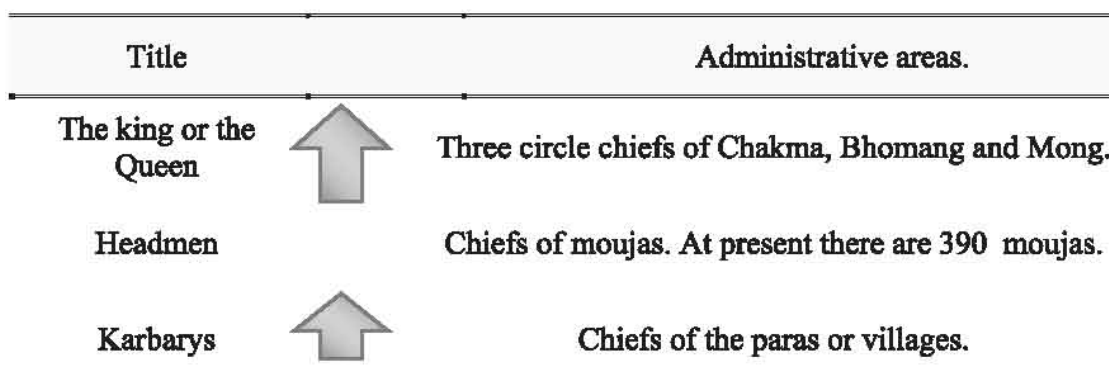 Title Administrative areas.
The king or the
Queen
Three circle chiefs of Chakma, Bhomang and Mong.
Headmen Chiefs of moujas. At present there are 390 moujas.
Karbarys Chiefs of the paras or villages.